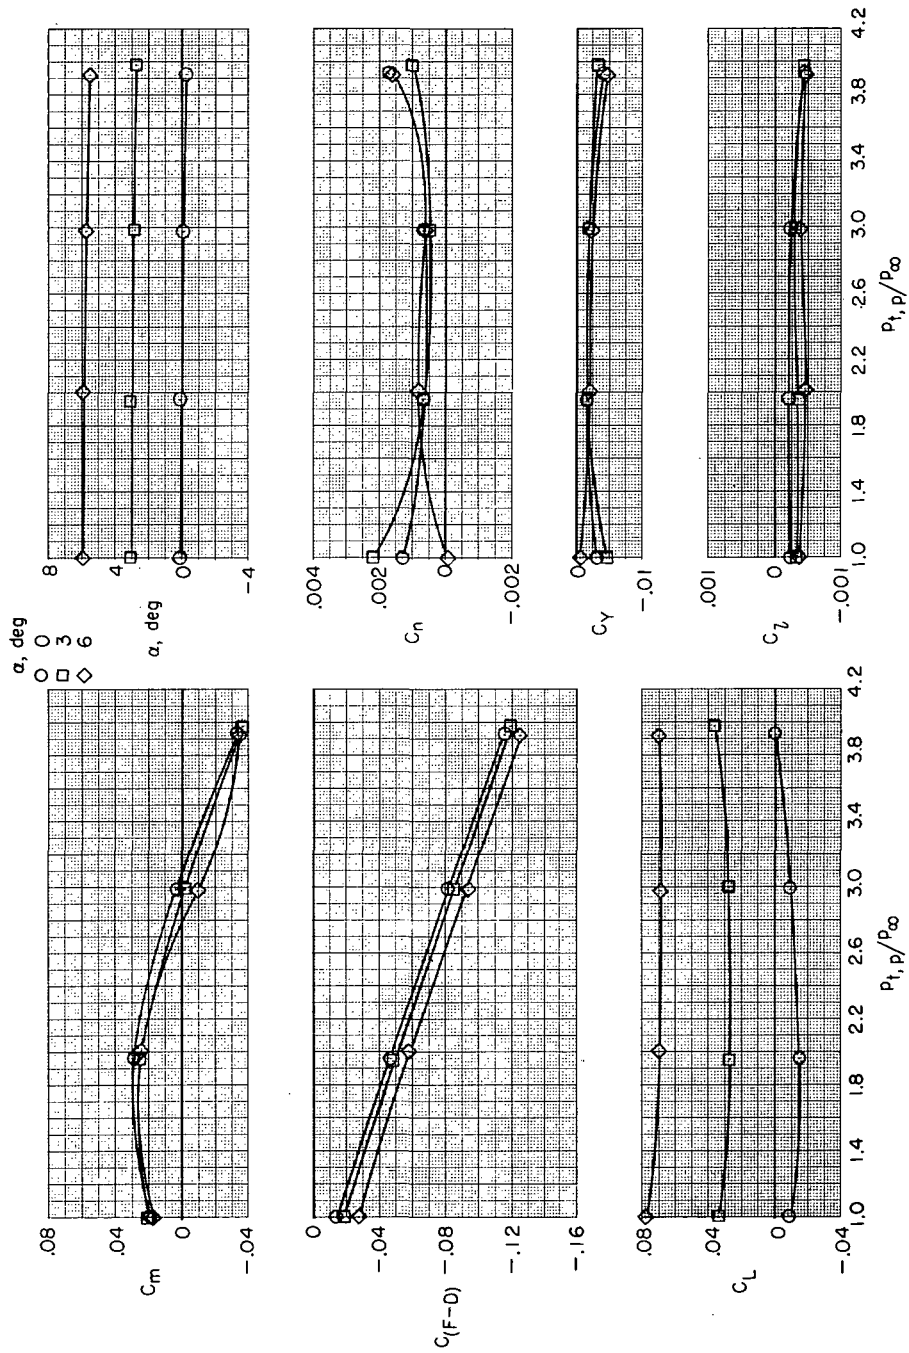 α, deg
○ 0
□ 3
◇ 6
.08
.04
0
-.04
C_m
0
-.04
-.08
-.12
-.16
C_(F-D)
.08
.04
0
-.04
C_L
1.0 1.4 1.8 2.2 2.6 3.0 3.4 3.8 4.2
p_t,p/p_∞
8
4
0
-4
α, deg
.004
.002
0
-.002
C_n
0
-.01
C_Y
.001
0
-.001
C_l
1.0 1.4 1.8 2.2 2.6 3.0 3.4 3.8 4.2
p_t,p/p_∞